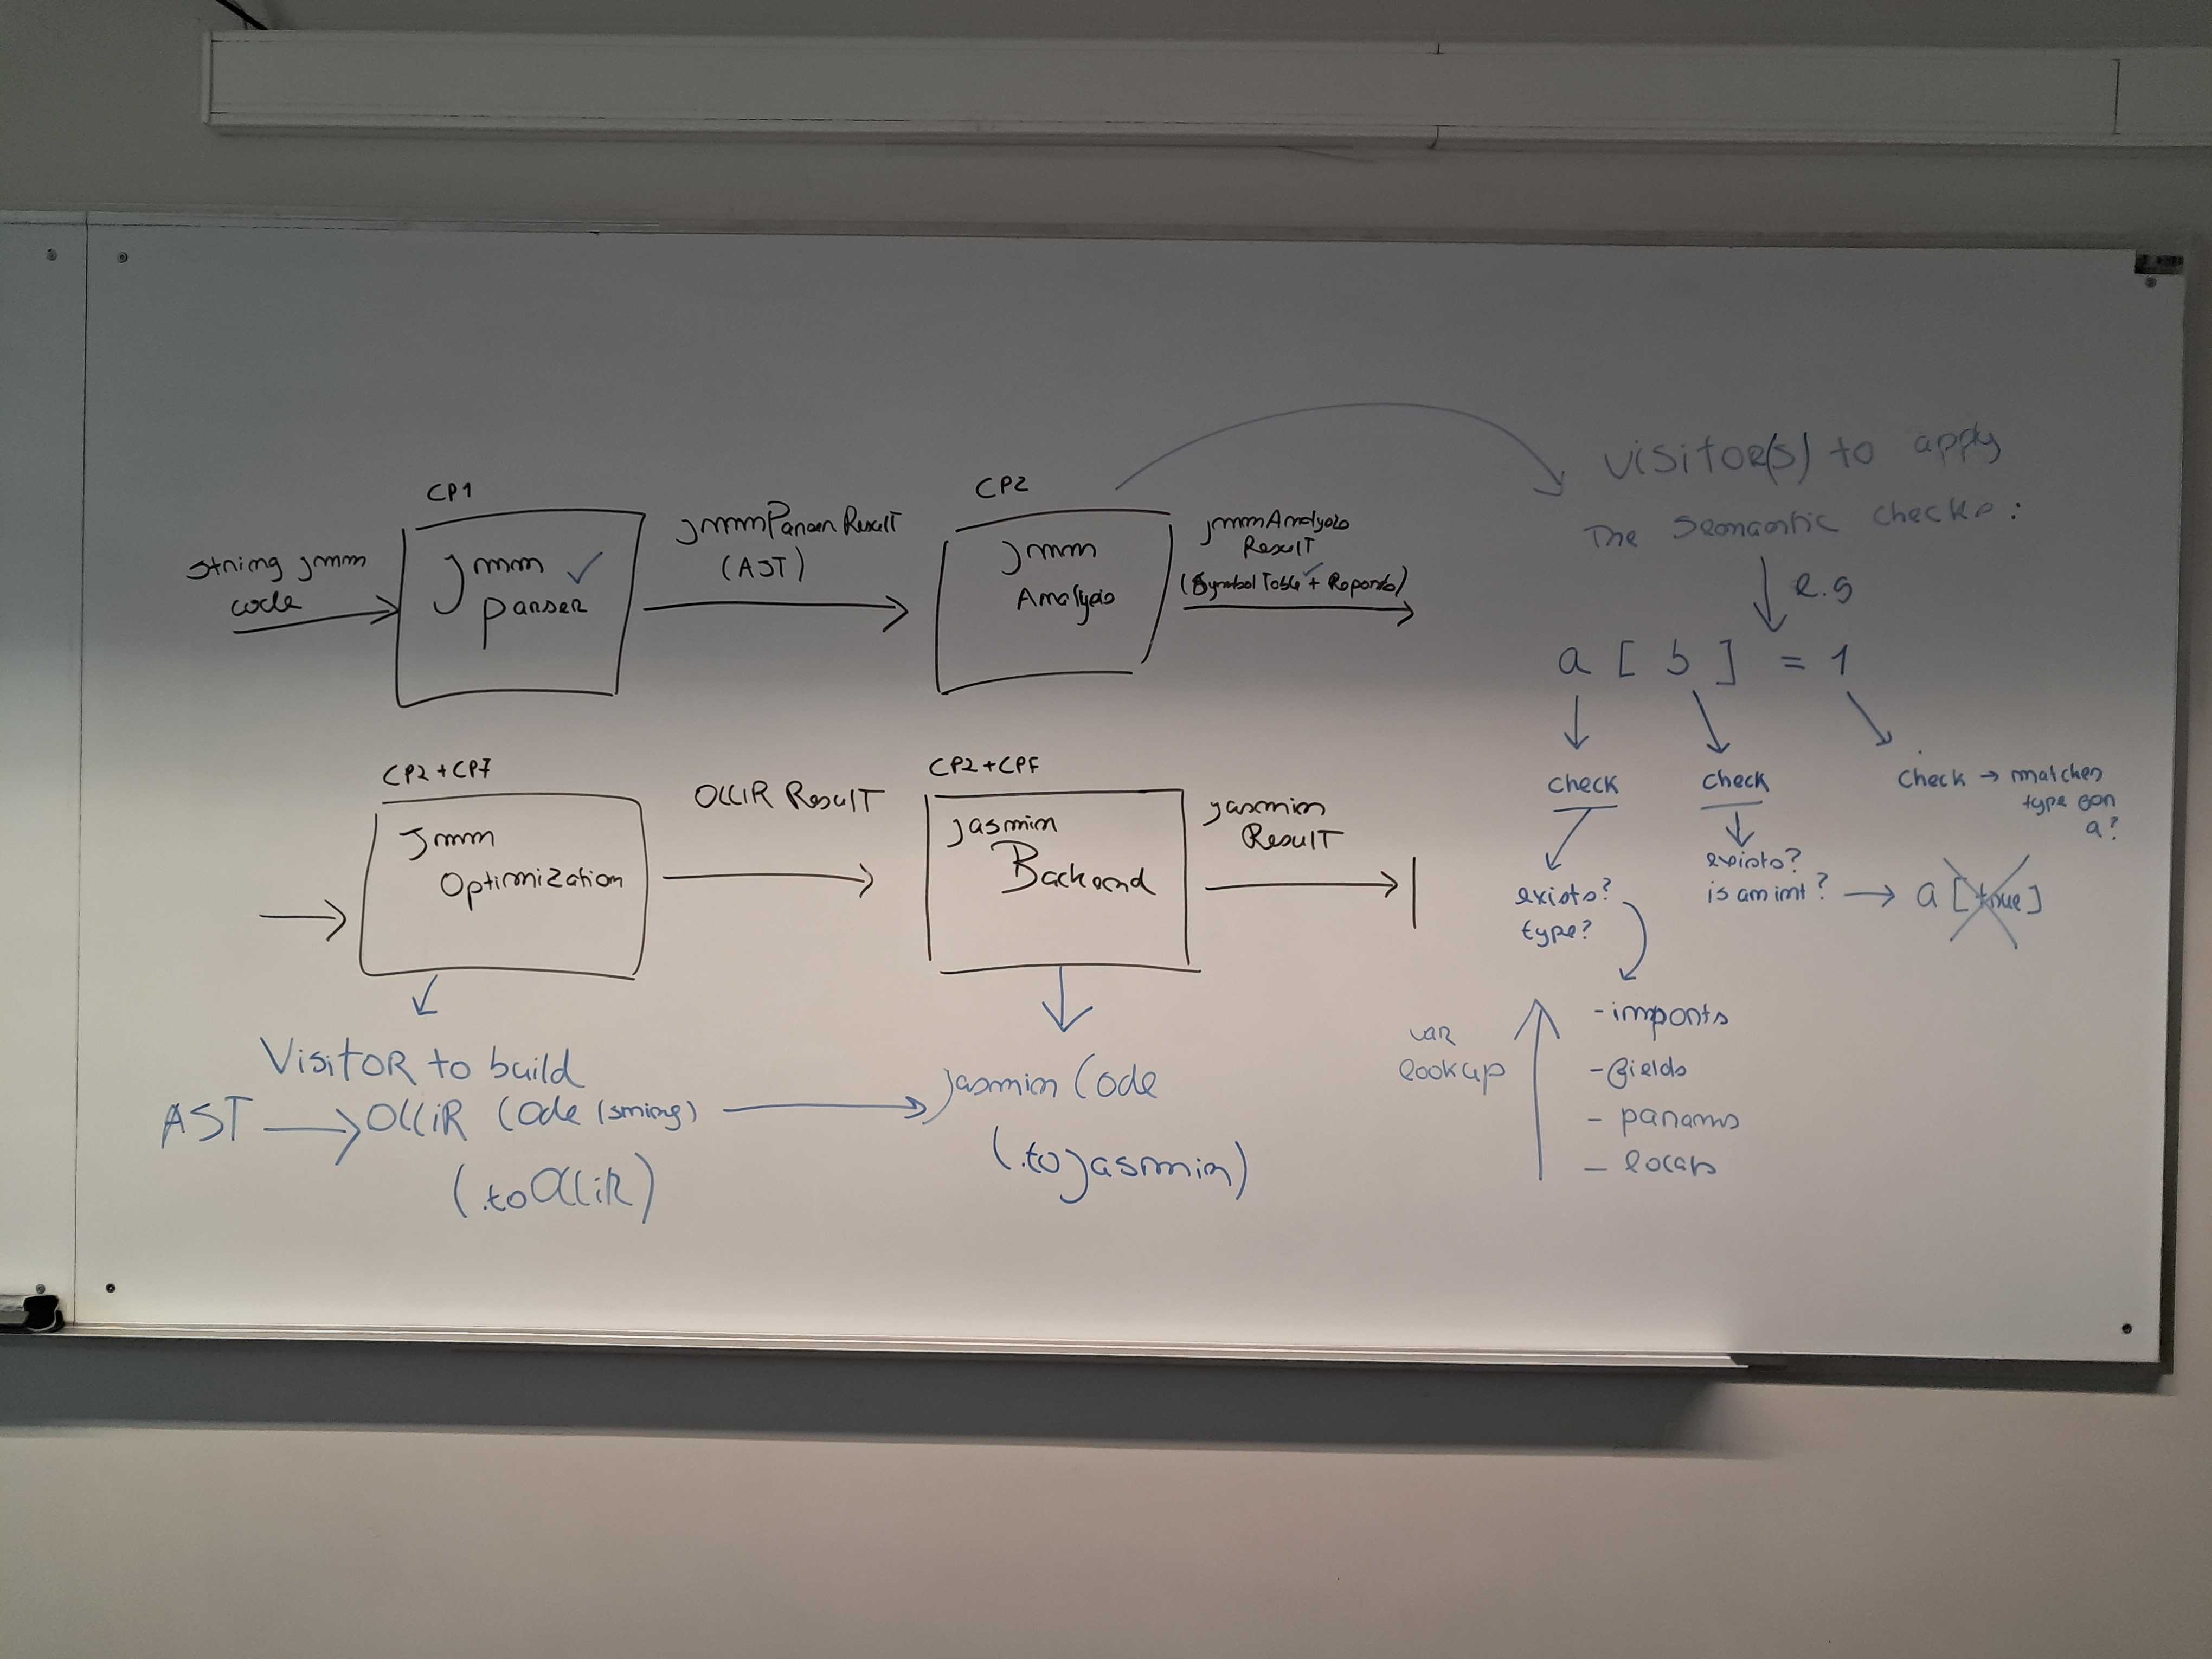 CP1
string jmm
code
Jmm ✓
parser
JmmParserResult
(AST)
CP2
Jmm
Analysis
JmmAnalysis
Result
(Symbol Table ✓ + Reports)
visitor(s) to apply
The semantic checks:
e.g
a [ b ] = 1
check
exists?
type?
check
exists?
is an int? → a [true]
check → matches
type for
a?
var
lookup
- imports
- fields
- params
- locals
CP2+CPF
Jmm
Optimization
OLLIR Result
CP2+CPF
Jasmin
Backend
Jasmin
Result
Visitor to build
AST → OLLIR Code (string) → Jasmin Code
(.toOllir)
(.toJasmin)